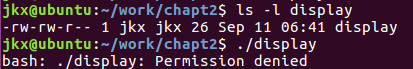 jkx@ubuntu:~/work/chapt2$ ls -l display
-rw-rw-r-- 1 jkx jkx 26 Sep 11 06:41 display
jkx@ubuntu:~/work/chapt2$ ./display
bash: ./display: Permission denied